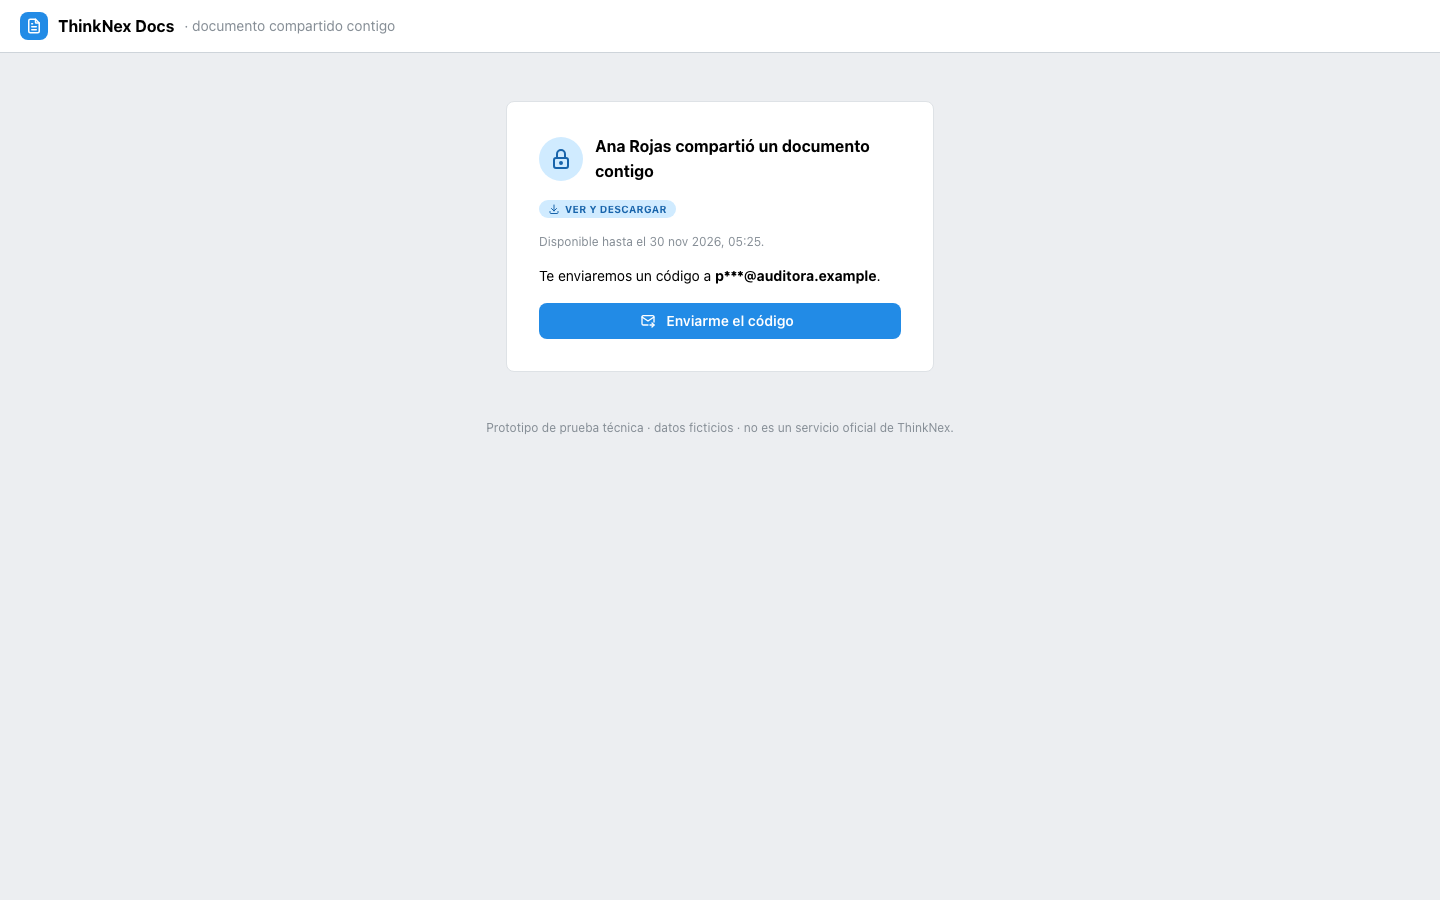 ThinkNex Docs · documento compartido contigo
Ana Rojas compartió un documento
contigo
VER Y DESCARGAR
Disponible hasta el 30 nov 2026, 05:25.
Te enviaremos un código a p***@auditora.example.
Enviarme el código
Prototipo de prueba técnica · datos ficticios · no es un servicio oficial de ThinkNex.